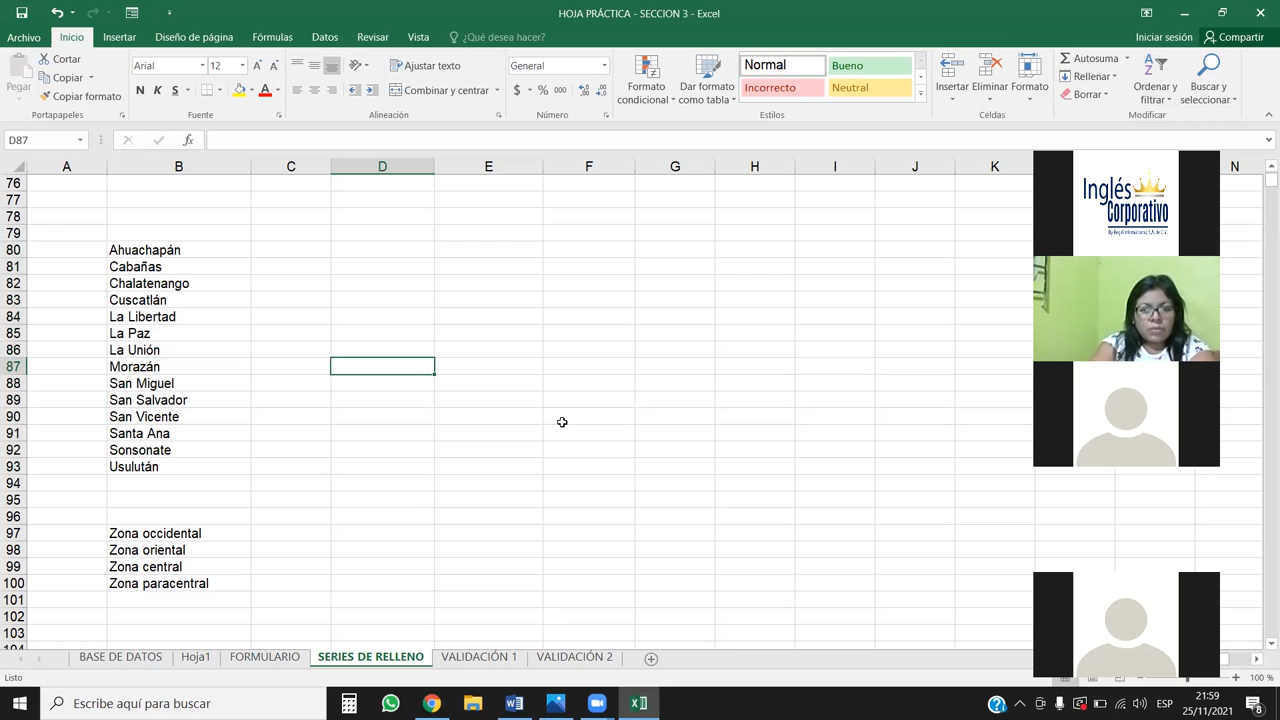 HOJA PRÁCTICA - SECCION 3 - Excel
Archivo Inicio Insertar Diseño de página Fórmulas Datos Revisar Vista ¿Qué desea hacer? Iniciar sesión Compartir
Pegar
Cortar
Copiar
Copiar formato
Portapapeles
Arial 12
N K S
Fuente
Ajustar texto
Combinar y centrar
Alineación
General
$ % 000
Número
Formato condicional
Dar formato como tabla
Normal Bueno
Incorrecto Neutral
Estilos
Insertar Eliminar Formato
Celdas
Autosuma
Rellenar
Borrar
Ordenar y filtrar
Buscar y seleccionar
Modificar
D87 fx
A B C D E F G H I J K N
76
77
78
79
80 Ahuachapán
81 Cabañas
82 Chalatenango
83 Cuscatlán
84 La Libertad
85 La Paz
86 La Unión
87 Morazán
88 San Miguel
89 San Salvador
90 San Vicente
91 Santa Ana
92 Sonsonate
93 Usulután
94
95
96
97 Zona occidental
98 Zona oriental
99 Zona central
100 Zona paracentral
101
102
103
Inglés
Corporativo
BASE DE DATOS Hoja1 FORMULARIO SERIES DE RELLENO VALIDACIÓN 1 VALIDACIÓN 2
Listo 100 %
Escribe aquí para buscar
ESP
21:59
25/11/2021
8